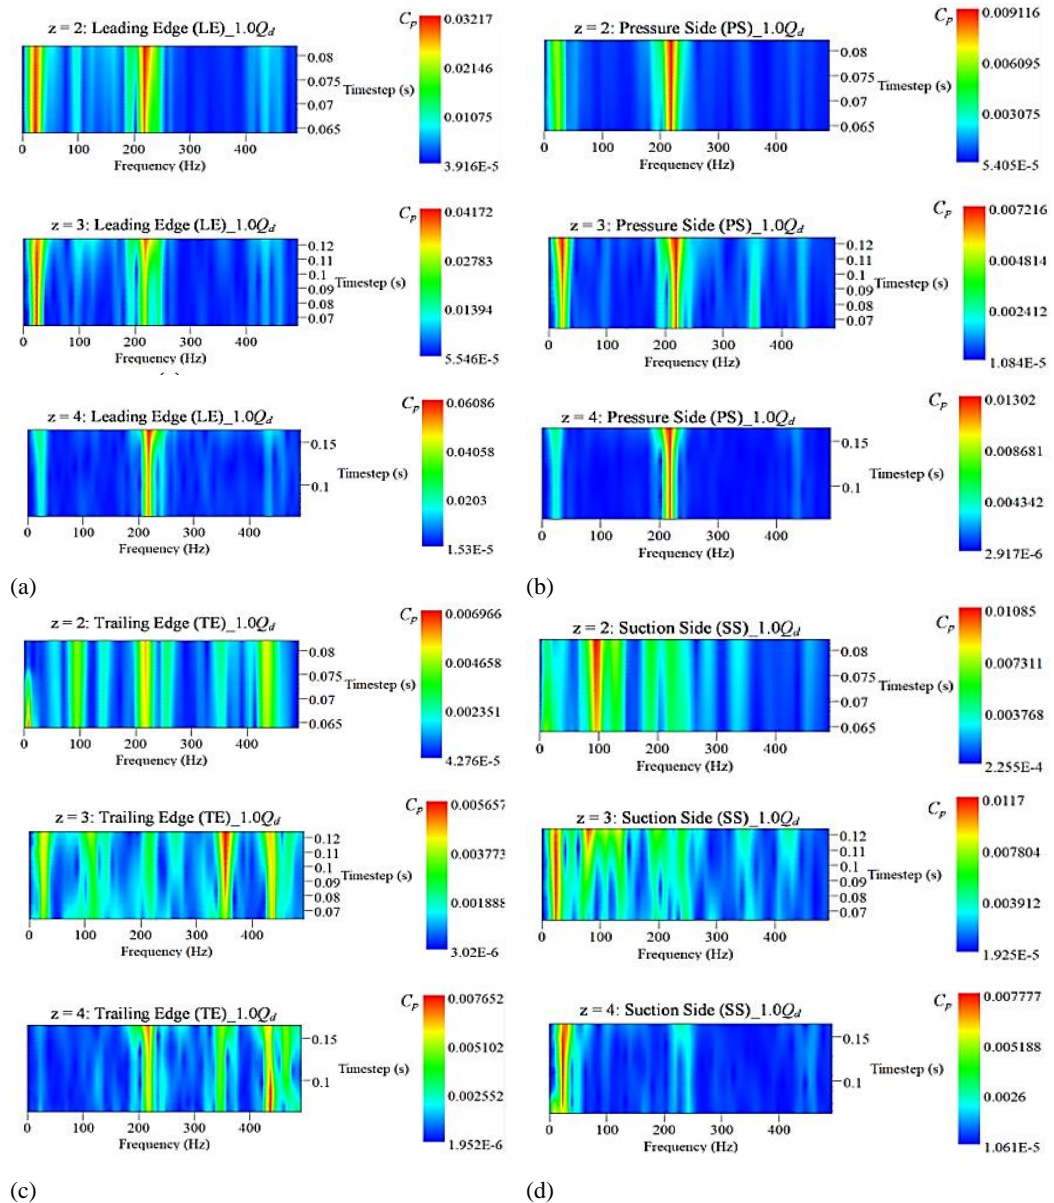 z = 2: Leading Edge (LE)_1.0Qd
Cp
0.03217
0.02146
0.01075
3.916E-5
0.08
0.075
0.07
0.065
Timestep (s)
0 100 200 300 400
Frequency (Hz)
z = 2: Pressure Side (PS)_1.0Qd
Cp
0.009116
0.006095
0.003075
5.405E-5
0.08
0.075
0.07
0.065
Timestep (s)
0 100 200 300 400
Frequency (Hz)
z = 3: Leading Edge (LE)_1.0Qd
Cp
0.04172
0.02783
0.01394
5.546E-5
0.12
0.11
0.1
0.09
0.08
0.07
Timestep (s)
0 100 200 300 400
Frequency (Hz)
z = 3: Pressure Side (PS)_1.0Qd
Cp
0.007216
0.004814
0.002412
1.084E-5
0.12
0.11
0.1
0.09
0.08
0.07
Timestep (s)
0 100 200 300 400
Frequency (Hz)
z = 4: Leading Edge (LE)_1.0Qd
Cp
0.06086
0.04058
0.0203
1.53E-5
0.15
0.1
Timestep (s)
0 100 200 300 400
Frequency (Hz)
z = 4: Pressure Side (PS)_1.0Qd
Cp
0.01302
0.008681
0.004342
2.917E-6
0.15
0.1
Timestep (s)
0 100 200 300 400
Frequency (Hz)
(a)
(b)
z = 2: Trailing Edge (TE)_1.0Qd
Cp
0.006966
0.004658
0.002351
4.276E-5
0.08
0.075
0.07
0.065
Timestep (s)
0 100 200 300 400
Frequency (Hz)
z = 2: Suction Side (SS)_1.0Qd
Cp
0.01085
0.007311
0.003768
2.255E-4
0.08
0.075
0.07
0.065
Timestep (s)
0 100 200 300 400
Frequency (Hz)
z = 3: Trailing Edge (TE)_1.0Qd
Cp
0.005657
0.003773
0.001888
3.02E-6
0.12
0.11
0.1
0.09
0.08
0.07
Timestep (s)
0 100 200 300 400
Frequency (Hz)
z = 3: Suction Side (SS)_1.0Qd
Cp
0.0117
0.007804
0.003912
1.925E-5
0.12
0.11
0.1
0.09
0.08
0.07
Timestep (s)
0 100 200 300 400
Frequency (Hz)
z = 4: Trailing Edge (TE)_1.0Qd
Cp
0.007652
0.005102
0.002552
1.952E-6
0.15
0.1
Timestep (s)
0 100 200 300 400
Frequency (Hz)
z = 4: Suction Side (SS)_1.0Qd
Cp
0.007777
0.005188
0.0026
1.061E-5
0.15
0.1
Timestep (s)
0 100 200 300 400
Frequency (Hz)
(c)
(d)